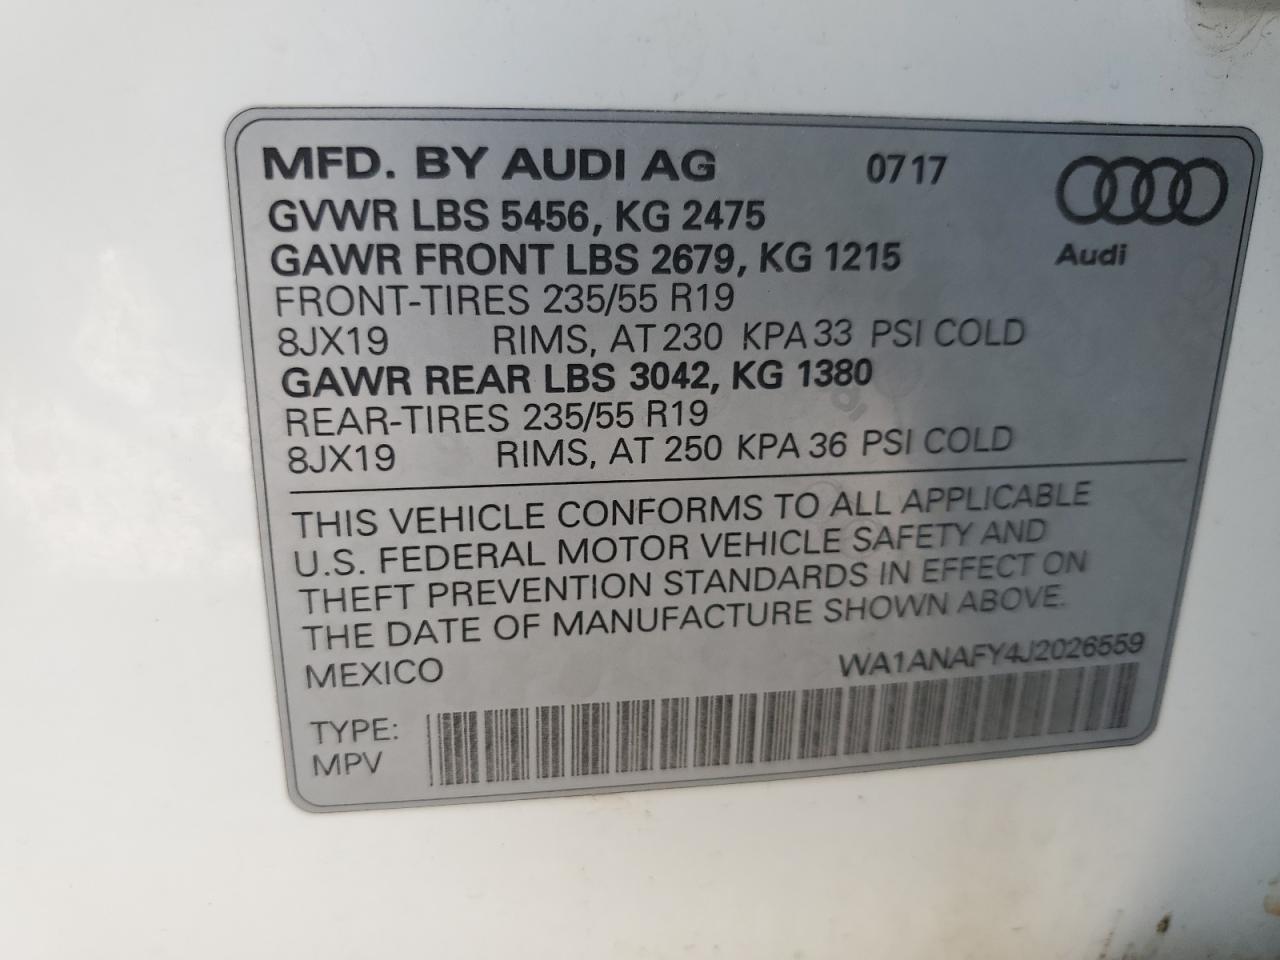 MFD. BY AUDI AG 0717
GVWR LBS 5456, KG 2475
GAWR FRONT LBS 2679, KG 1215
Audi
FRONT-TIRES 235/55 R19
8JX19 RIMS, AT 230 KPA 33 PSI COLD
GAWR REAR LBS 3042, KG 1380
REAR-TIRES 235/55 R19
8JX19 RIMS, AT 250 KPA 36 PSI COLD
THIS VEHICLE CONFORMS TO ALL APPLICABLE
U.S. FEDERAL MOTOR VEHICLE SAFETY AND
THEFT PREVENTION STANDARDS IN EFFECT ON
THE DATE OF MANUFACTURE SHOWN ABOVE.
MEXICO WA1ANAFY4J2026559
TYPE:
MPV